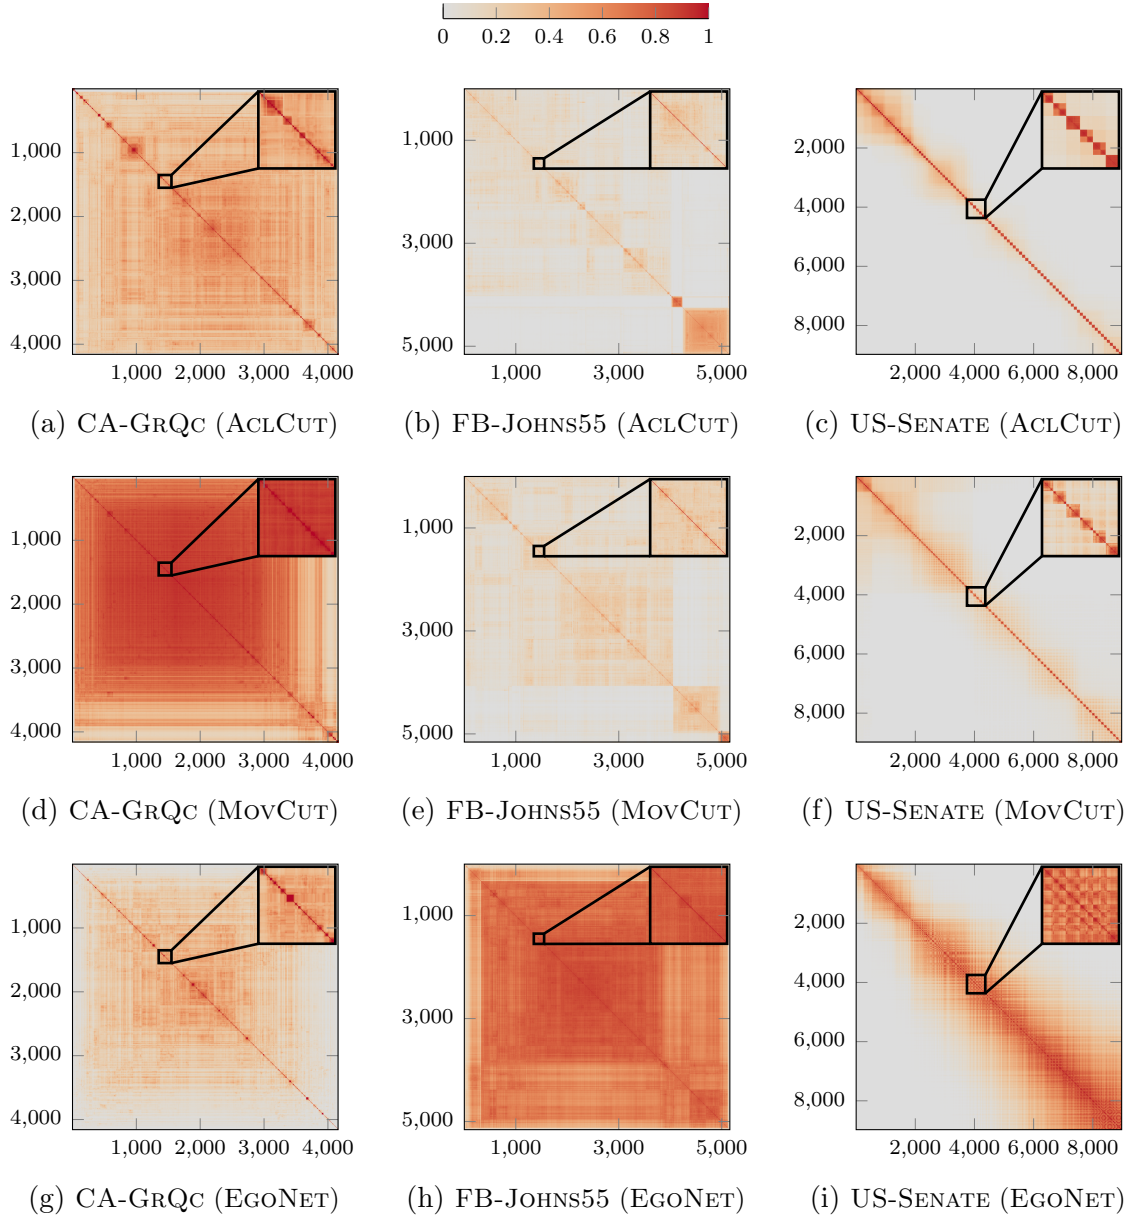 0 0.2 0.4 0.6 0.8 1
1,000 2,000 3,000 4,000
1,000 2,000 3,000 4,000
1,000 3,000 5,000
1,000 3,000 5,000
2,000 4,000 6,000 8,000
2,000 4,000 6,000 8,000
(a) CA-GRQC (ACLCUT)
(b) FB-JOHNS55 (ACLCUT)
(c) US-SENATE (ACLCUT)
1,000 2,000 3,000 4,000
1,000 2,000 3,000 4,000
1,000 3,000 5,000
1,000 3,000 5,000
2,000 4,000 6,000 8,000
2,000 4,000 6,000 8,000
(d) CA-GRQC (MOVCUT)
(e) FB-JOHNS55 (MOVCUT)
(f) US-SENATE (MOVCUT)
1,000 2,000 3,000 4,000
1,000 2,000 3,000 4,000
1,000 3,000 5,000
1,000 3,000 5,000
2,000 4,000 6,000 8,000
2,000 4,000 6,000 8,000
(g) CA-GRQC (EGONET)
(h) FB-JOHNS55 (EGONET)
(i) US-SENATE (EGONET)